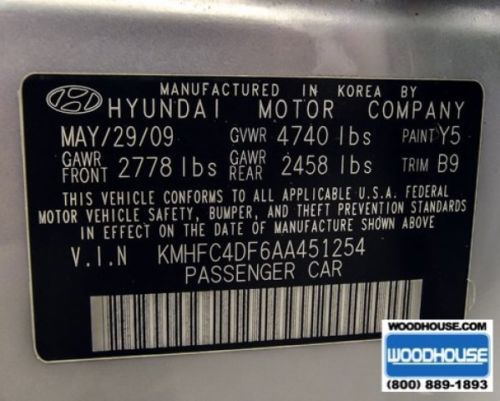 MANUFACTURED IN KOREA BY
HYUNDAI MOTOR COMPANY
MAY/29/09 GVWR 4740 lbs PAINT Y5
GAWR FRONT 2778 lbs GAWR REAR 2458 lbs TRIM B9
THIS VEHICLE CONFORMS TO ALL APPLICABLE U.S.A. FEDERAL
MOTOR VEHICLE SAFETY, BUMPER, AND THEFT PREVENTION STANDARDS
IN EFFECT ON THE DATE OF MANUFACTURE SHOWN ABOVE
V.I.N KMHFC4DF6AA451254
PASSENGER CAR
WOODHOUSE.COM
WOODHOUSE
(800) 889-1893